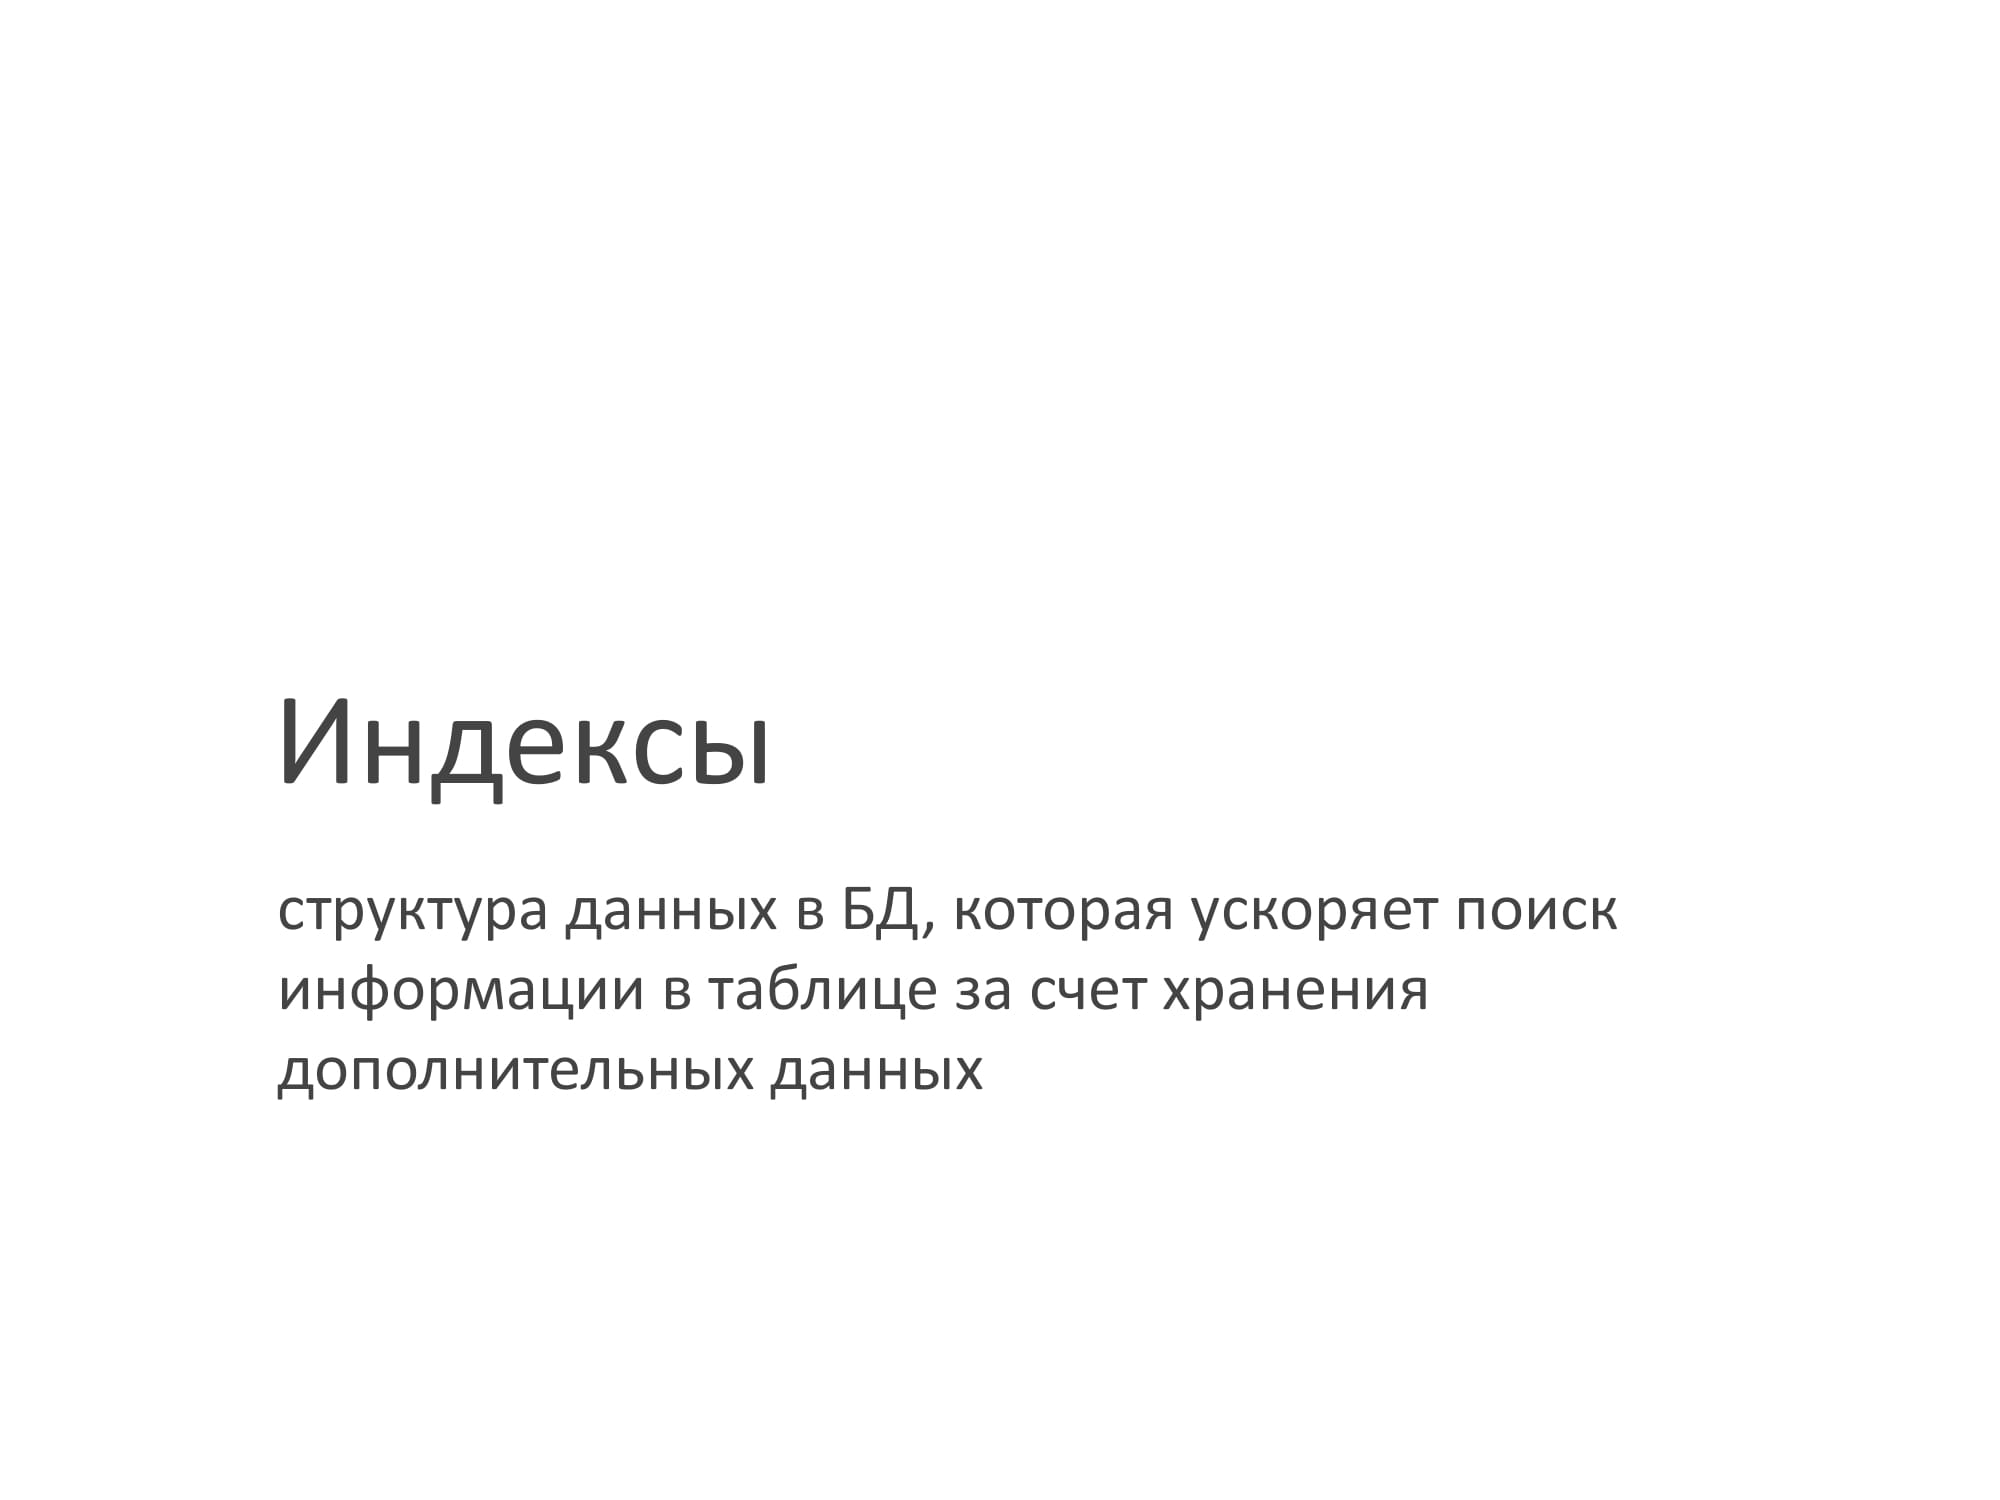 Индексы
структура данных в БД, которая ускоряет поиск
информации в таблице за счет хранения
дополнительных данных